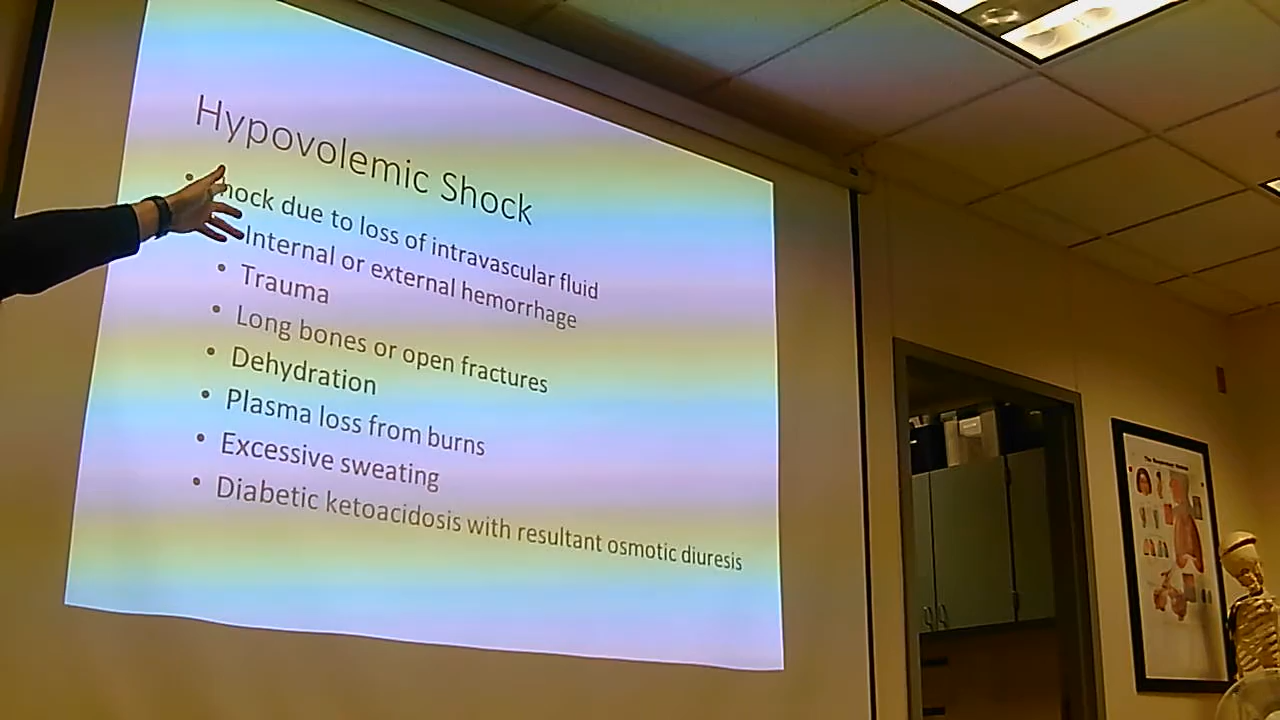 Hypovolemic Shock
• Shock due to loss of intravascular fluid
Internal or external hemorrhage
• Trauma
• Long bones or open fractures
• Dehydration
• Plasma loss from burns
• Excessive sweating
• Diabetic ketoacidosis with resultant osmotic diuresis